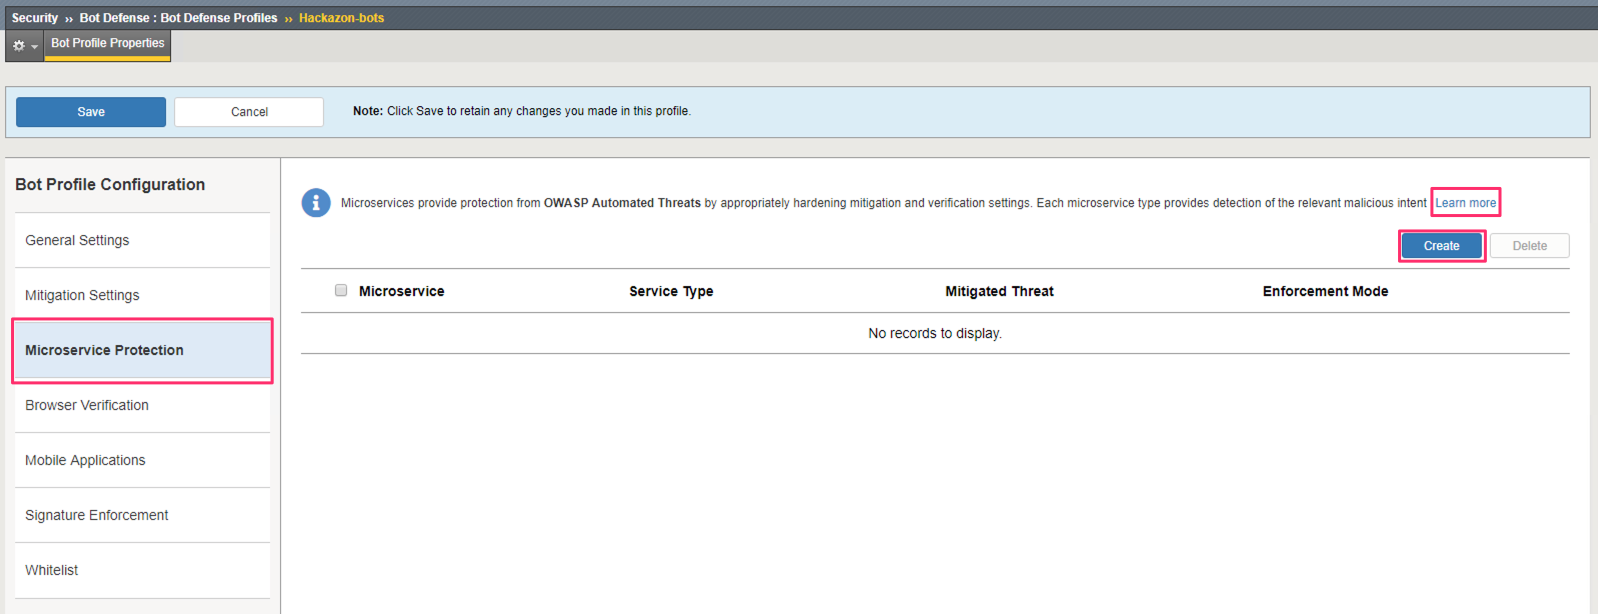 Security ›› Bot Defense : Bot Defense Profiles ›› Hackazon-bots
Bot Profile Properties
Save Cancel Note: Click Save to retain any changes you made in this profile.
Bot Profile Configuration
General Settings
Mitigation Settings
Microservice Protection
Browser Verification
Mobile Applications
Signature Enforcement
Whitelist
Microservices provide protection from OWASP Automated Threats by appropriately hardening mitigation and verification settings. Each microservice type provides detection of the relevant malicious intent Learn more
Create Delete
Microservice Service Type Mitigated Threat Enforcement Mode
No records to display.